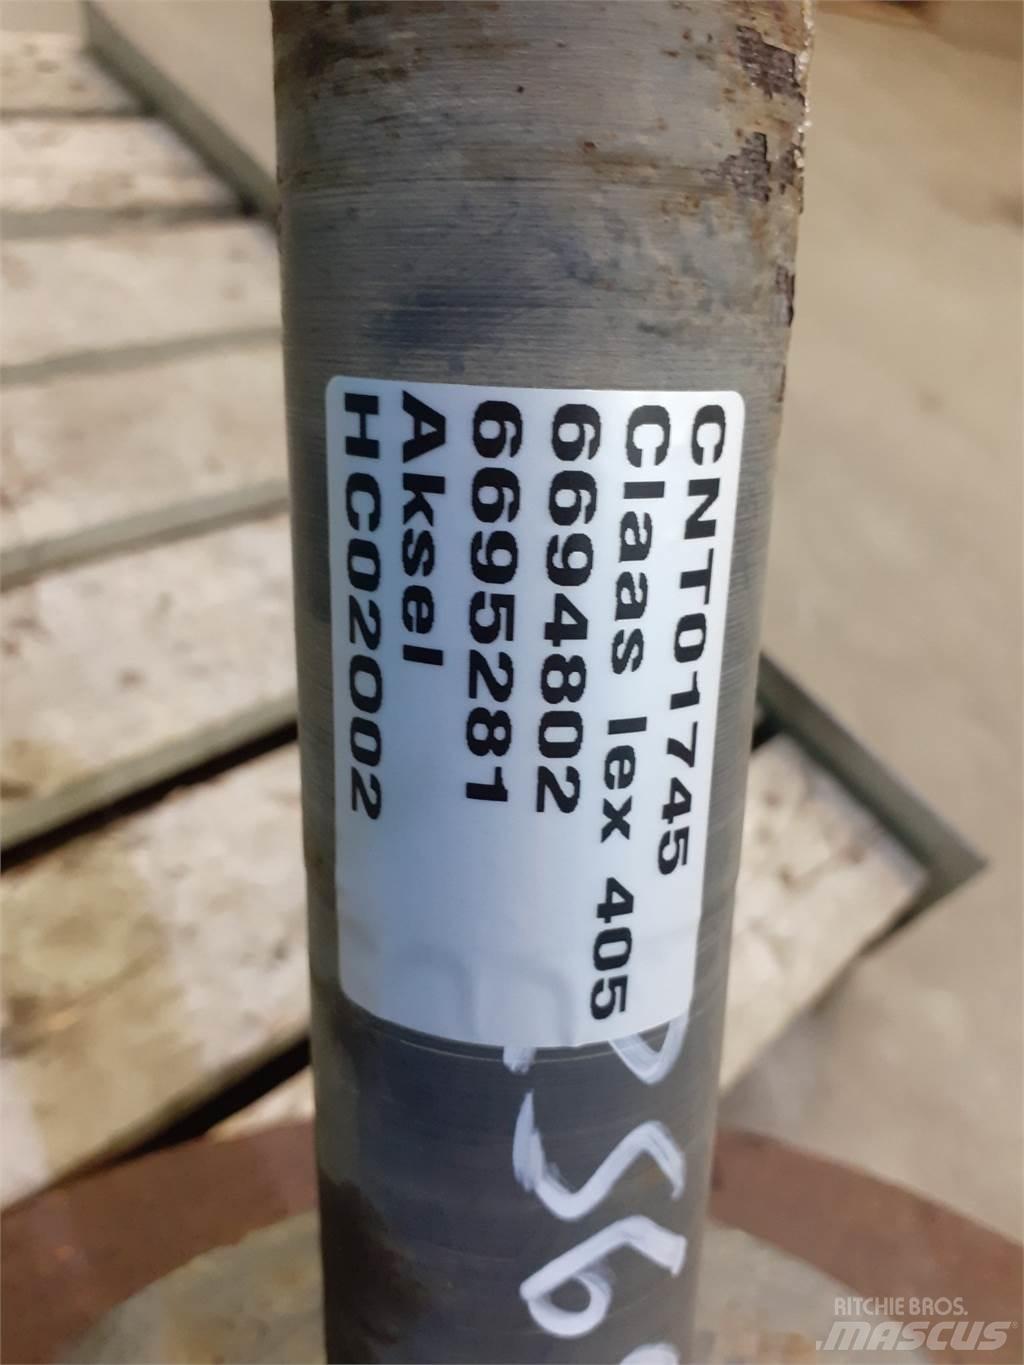 CNT01745
Claas lex 405
6694802
6695281
Aksel
HC02002
RITCHIE BROS.
MASCUS